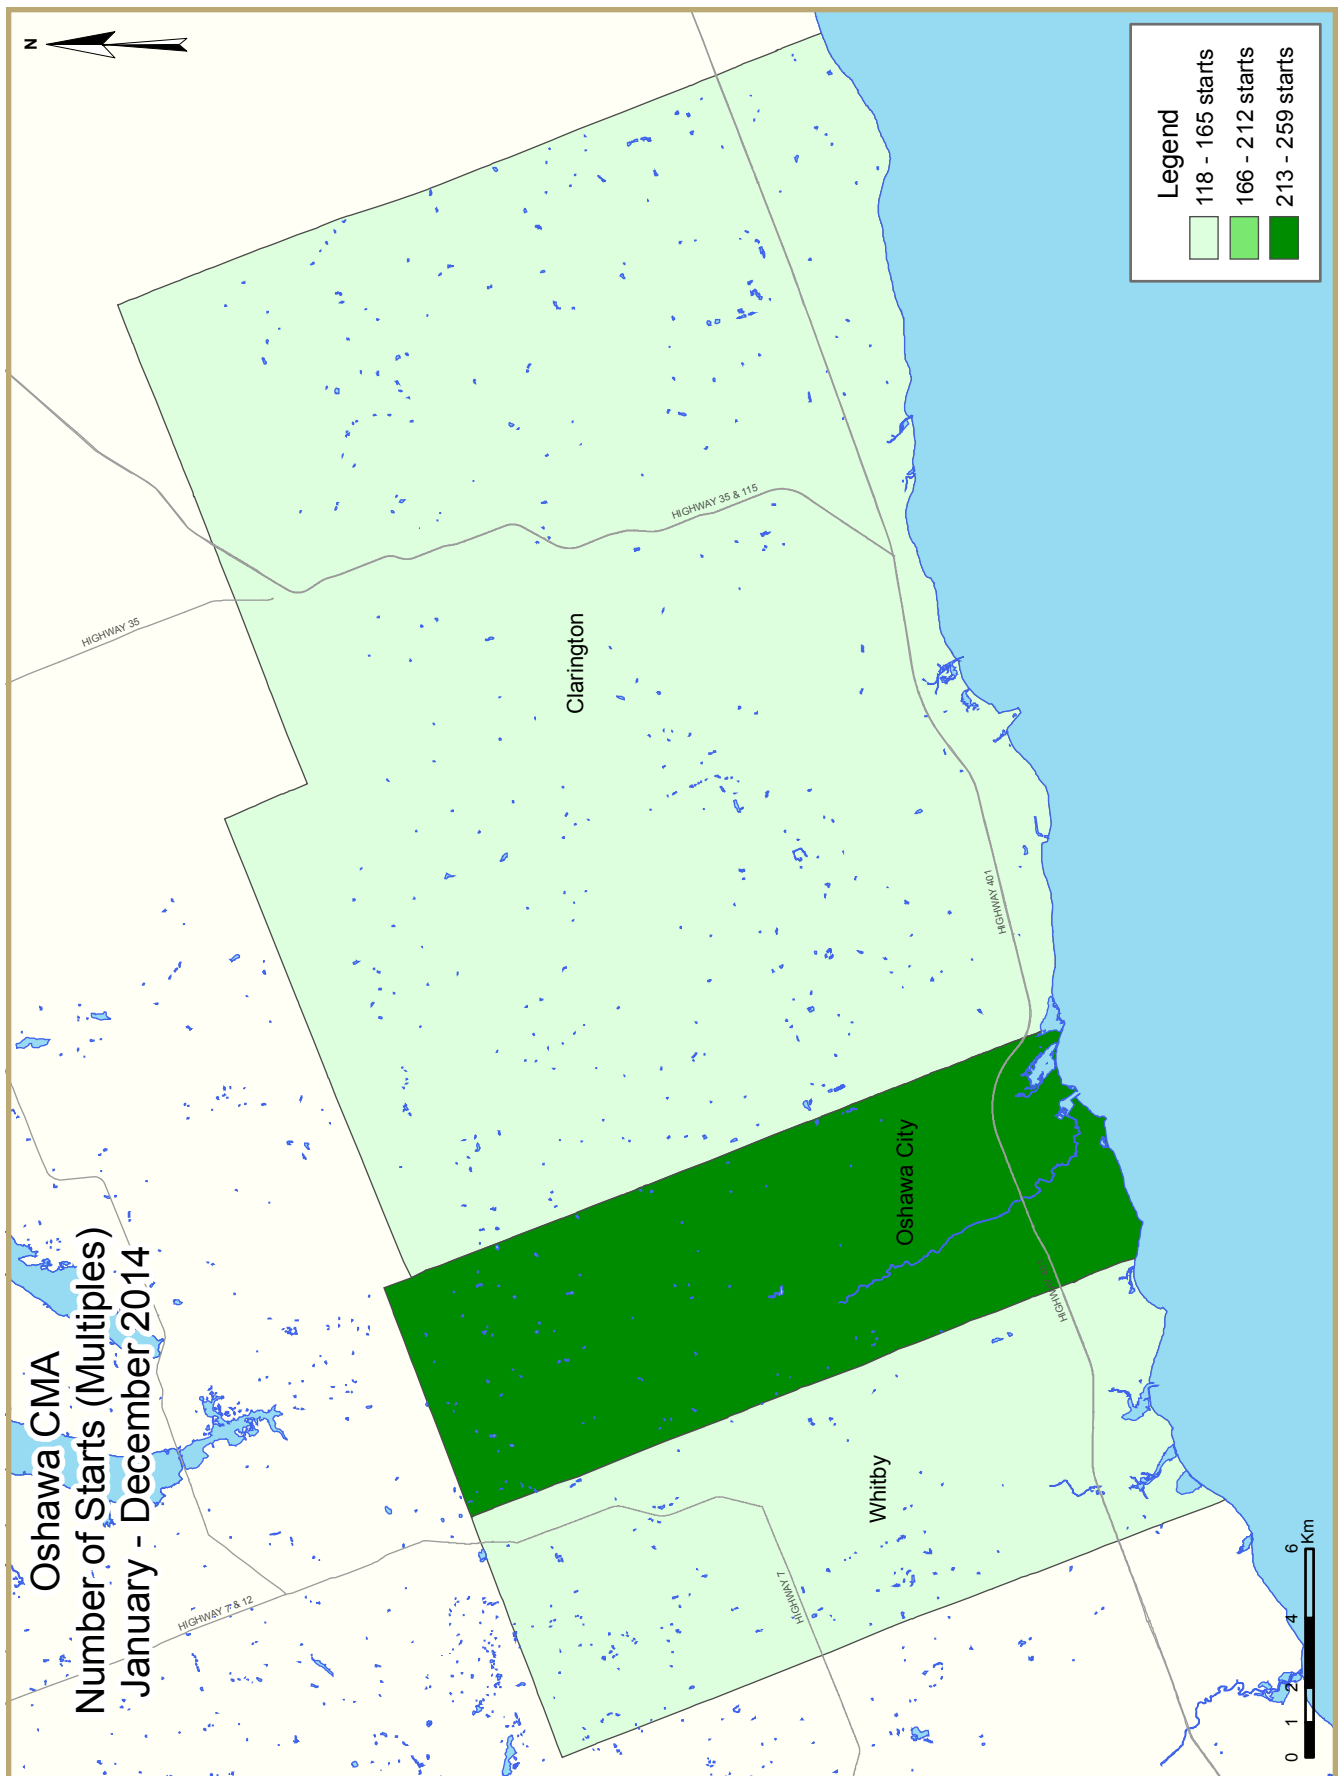 Oshawa CMA
Number of Starts (Multiples)
January - December 2014
N
HIGHWAY 7 & 12
HIGHWAY 35
HIGHWAY 35 & 115
Clarington
HIGHWAY 7
Whitby
Oshawa City
HIGHWAY 401
Legend
118 - 165 starts
166 - 212 starts
213 - 259 starts
0 1 2 4 6
Km